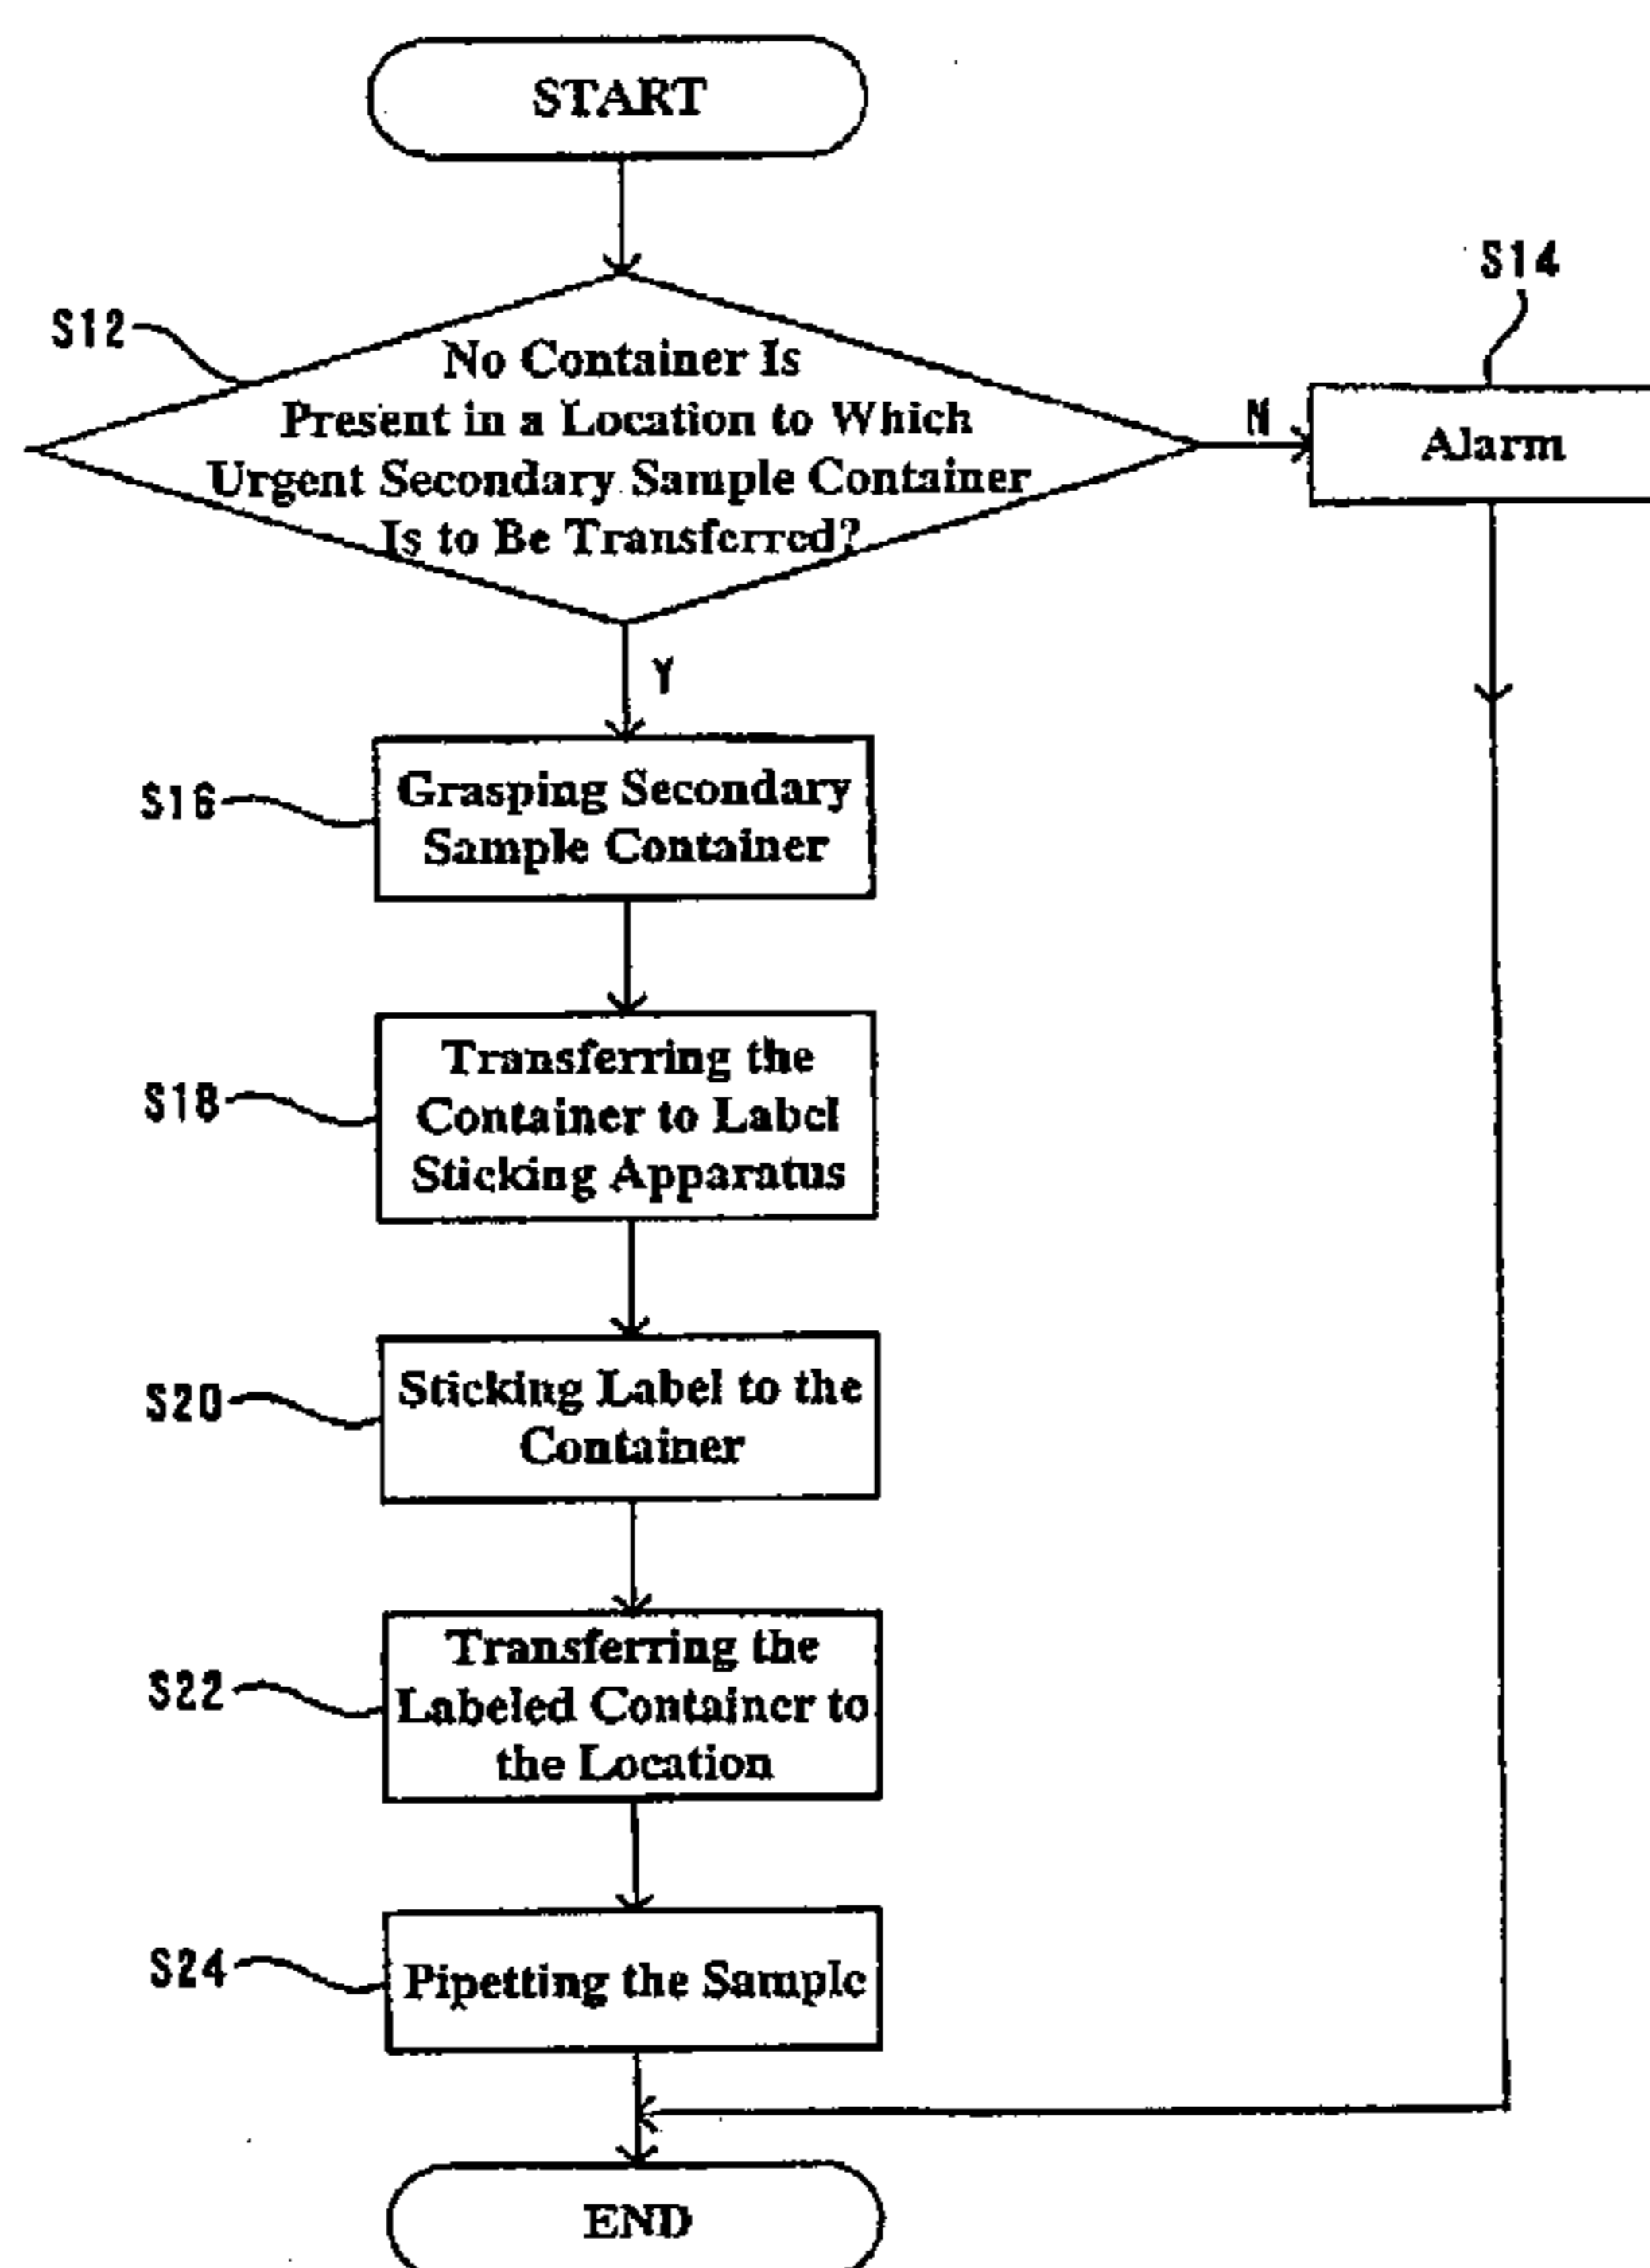 START
S12
No Container Is
Present in a Location to Which
Urgent Secondary Sample Container
Is to Be Transferred?
N
S14
Alarm
Y
S16
Grasping Secondary
Sample Container
S18
Transferring the
Container to Label
Sticking Apparatus
S20
Sticking Label to the
Container
S22
Transferring the
Labeled Container to
the Location
S24
Pipetting the Sample
END